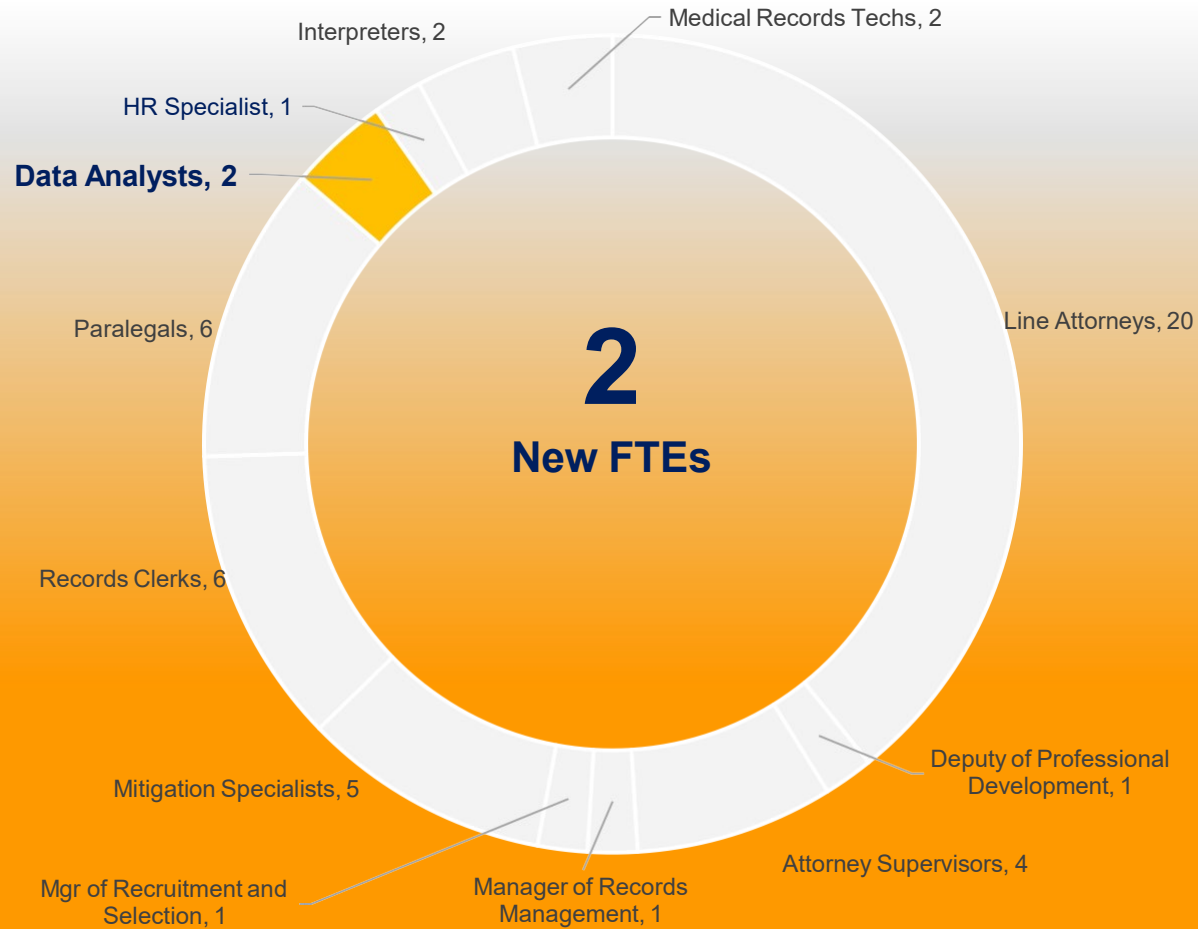 Medical Records Techs, 2
Interpreters, 2
HR Specialist, 1
Data Analysts, 2
Line Attorneys, 20
Paralegals, 6
2
New FTEs
Records Clerks, 6
Deputy of Professional
Development, 1
Mitigation Specialists, 5
Attorney Supervisors, 4
Mgr of Recruitment and
Selection, 1
Manager of Records
Management, 1